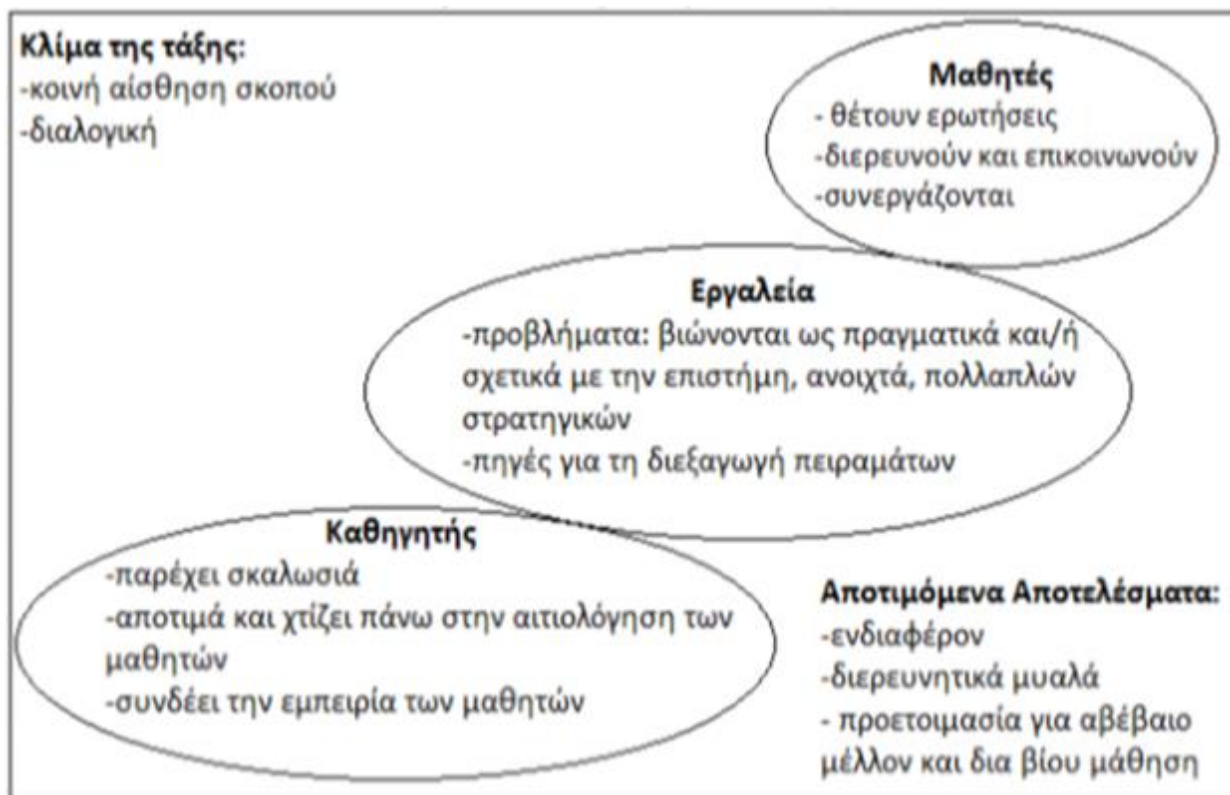 Κλίμα της τάξης:
-κοινή αίσθηση σκοπού
-διαλογική
Μαθητές
- θέτουν ερωτήσεις
-διερευνούν και επικοινωνούν
-συνεργάζονται
Εργαλεία
-προβλήματα: βιώνονται ως πραγματικά και/ή
σχετικά με την επιστήμη, ανοιχτά, πολλαπλών
στρατηγικών
-πηγές για τη διεξαγωγή πειραμάτων
Καθηγητής
-παρέχει σκαλωσιά
-αποτιμά και χτίζει πάνω στην αιτιολόγηση των
μαθητών
-συνδέει την εμπειρία των μαθητών
Αποτιμόμενα Αποτελέσματα:
-ενδιαφέρον
-διερευνητικά μυαλά
- προετοιμασία για αβέβαιο
μέλλον και δια βίου μάθηση